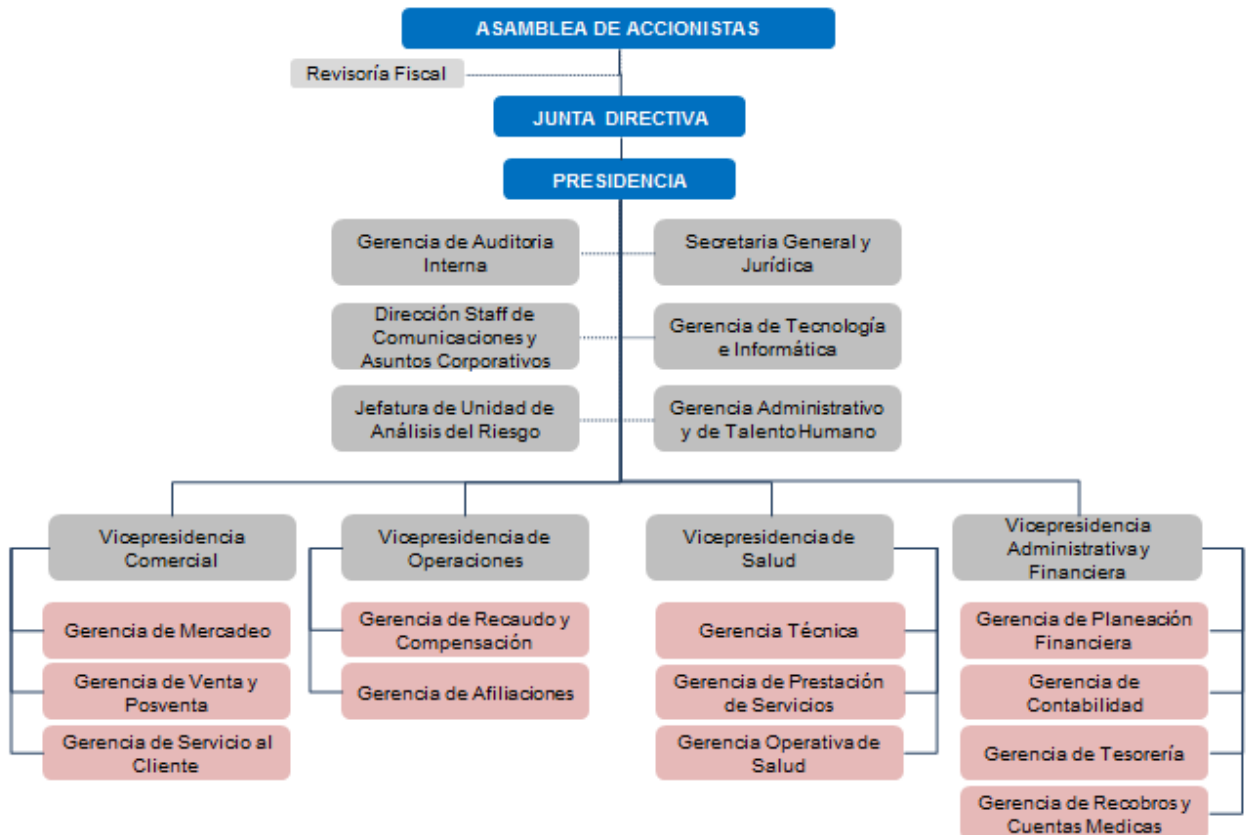 ASAMBLEA DE ACCIONISTAS
Revisoría Fiscal
JUNTA DIRECTIVA
PRESIDENCIA
Gerencia de Auditoria
Interna
Secretaria General y
Jurídica
Dirección Staff de
Comunicaciones y
Asuntos Corporativos
Gerencia de Tecnología
e Informática
Jefatura de Unidad de
Análisis del Riesgo
Gerencia Administrativo
y de Talento Humano
Vicepresidencia
Comercial
Gerencia de Mercadeo
Gerencia de Venta y
Posventa
Gerencia de Servicio al
Cliente
Vicepresidencia de
Operaciones
Gerencia de Recaudo y
Compensación
Gerencia de Afiliaciones
Vicepresidencia de
Salud
Gerencia Técnica
Gerencia de Prestación
de Servicios
Gerencia Operativa de
Salud
Vicepresidencia
Administrativa y
Financiera
Gerencia de Planeación
Financiera
Gerencia de
Contabilidad
Gerencia de Tesorería
Gerencia de Recobros y
Cuentas Medicas